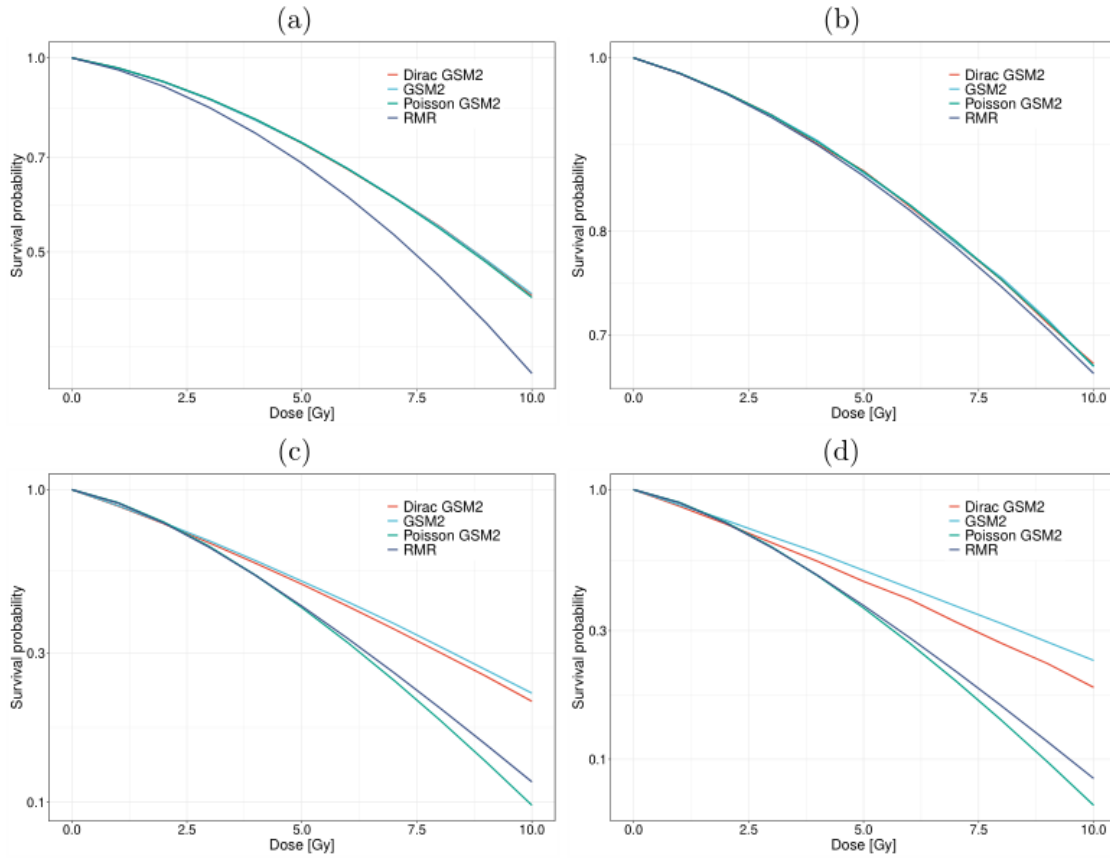 (a)
1.0
0.7
0.5
Survival probability
Dirac GSM2
GSM2
Poisson GSM2
RMR
0.0 2.5 5.0 7.5 10.0
Dose [Gy]
(b)
1.0
0.8
0.7
Survival probability
Dirac GSM2
GSM2
Poisson GSM2
RMR
0.0 2.5 5.0 7.5 10.0
Dose [Gy]
(c)
1.0
0.3
0.1
Survival probability
Dirac GSM2
GSM2
Poisson GSM2
RMR
0.0 2.5 5.0 7.5 10.0
Dose [Gy]
(d)
1.0
0.3
0.1
Survival probability
Dirac GSM2
GSM2
Poisson GSM2
RMR
0.0 2.5 5.0 7.5 10.0
Dose [Gy]